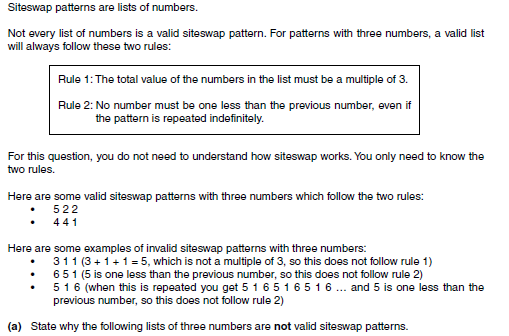 Siteswap patterns are lists of numbers.
Not every list of numbers is a valid siteswap pattern. For patterns with three numbers, a valid list
will always follow these two rules:
Rule 1: The total value of the numbers in the list must be a multiple of 3.
Rule 2: No number must be one less than the previous number, even if
the pattern is repeated indefinitely.
For this question, you do not need to understand how siteswap works. You only need to know the
two rules.
Here are some valid siteswap patterns with three numbers which follow the two rules:
• 5 2 2
• 4 4 1
Here are some examples of invalid siteswap patterns with three numbers:
• 3 1 1 (3 + 1 + 1 = 5, which is not a multiple of 3, so this does not follow rule 1)
• 6 5 1 (5 is one less than the previous number, so this does not follow rule 2)
• 5 1 6 (when this is repeated you get 5 1 6 5 1 6 5 1 6 ... and 5 is one less than the
previous number, so this does not follow rule 2)
(a) State why the following lists of three numbers are not valid siteswap patterns.